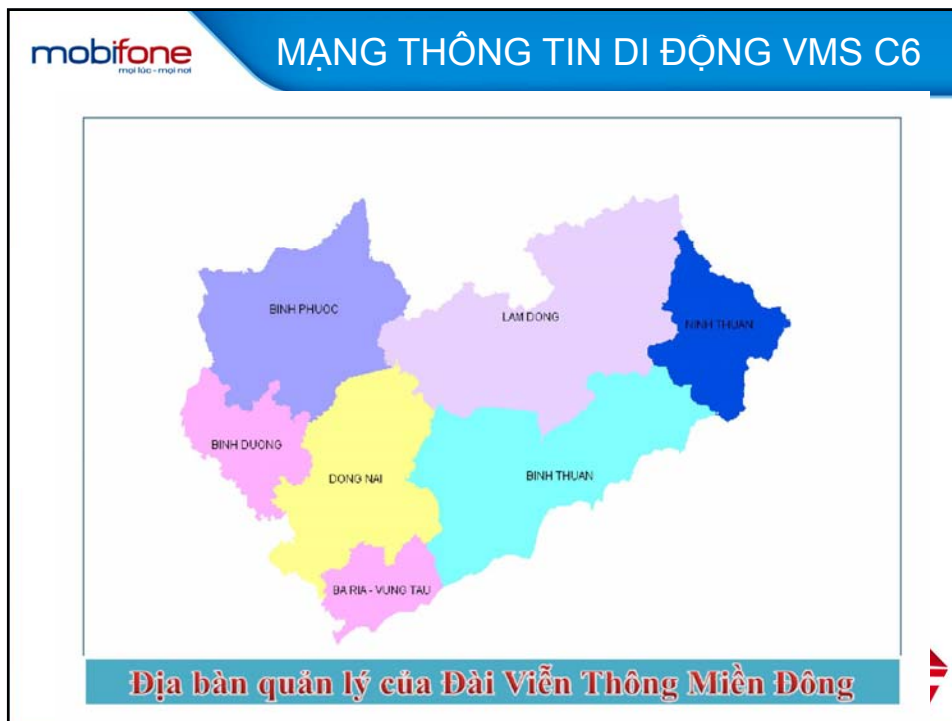 mobifone
mọi lúc - mọi nơi
MẠNG THÔNG TIN DI ĐỘNG VMS C6
BINH PHUOC
LAM DONG
NINH THUAN
BINH DUONG
DONG NAI
BINH THUAN
BA RIA - VUNG TAU
Địa bàn quản lý của Đài Viễn Thông Miền Đông